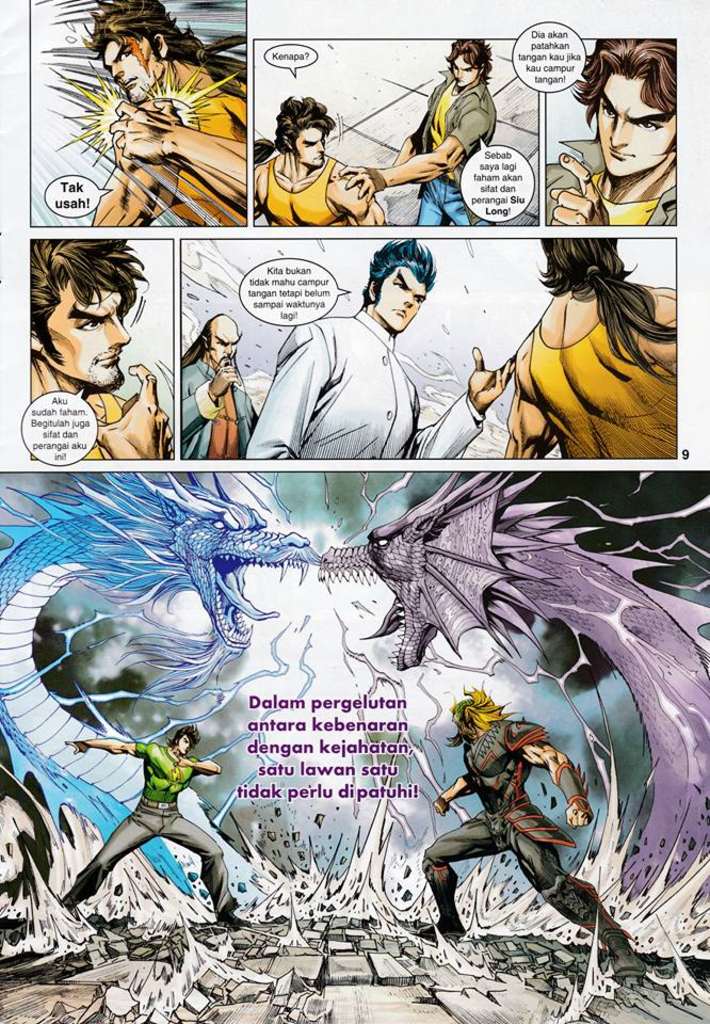 Tak
usah!
Kenapa?
Sebab
saya lagi
faham akan
sifat dan
perangai Siu
Long!
Dia akan
patahkan
tangan kau jika
kau campur
tangan!
Aku
sudah faham.
Begitulah juga
sifat dan
perangai aku
ini!
Kita bukan
tidak mahu campur
tangan tetapi belum
sampai waktunya
lagi!
9
Dalam pergelutan
antara kebenaran
dengan kejahatan,
satu lawan satu
tidak perlu di patuhi!